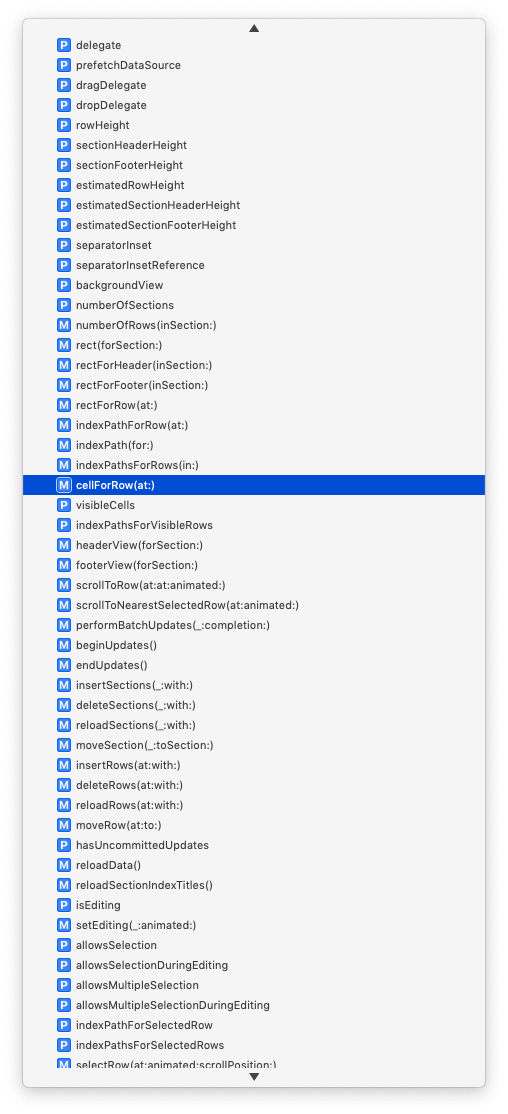 P delegate
P prefetchDataSource
P dragDelegate
P dropDelegate
P rowHeight
P sectionHeaderHeight
P sectionFooterHeight
P estimatedRowHeight
P estimatedSectionHeaderHeight
P estimatedSectionFooterHeight
P separatorInset
P separatorInsetReference
P backgroundView
P numberOfSections
M numberOfRows(inSection:)
M rect(forSection:)
M rectForHeader(inSection:)
M rectForFooter(inSection:)
M rectForRow(at:)
M indexPathForRow(at:)
M indexPath(for:)
M indexPathsForRows(in:)
M cellForRow(at:)
P visibleCells
P indexPathsForVisibleRows
M headerView(forSection:)
M footerView(forSection:)
M scrollToRow(at:at:animated:)
M scrollToNearestSelectedRow(at:animated:)
M performBatchUpdates(_:completion:)
M beginUpdates()
M endUpdates()
M insertSections(_:with:)
M deleteSections(_:with:)
M reloadSections(_:with:)
M moveSection(_:toSection:)
M insertRows(at:with:)
M deleteRows(at:with:)
M reloadRows(at:with:)
M moveRow(at:to:)
P hasUncommittedUpdates
M reloadData()
M reloadSectionIndexTitles()
P isEditing
M setEditing(_:animated:)
P allowsSelection
P allowsSelectionDuringEditing
P allowsMultipleSelection
P allowsMultipleSelectionDuringEditing
P indexPathForSelectedRow
P indexPathsForSelectedRows
M selectRow(at:animated:scrollPosition:)